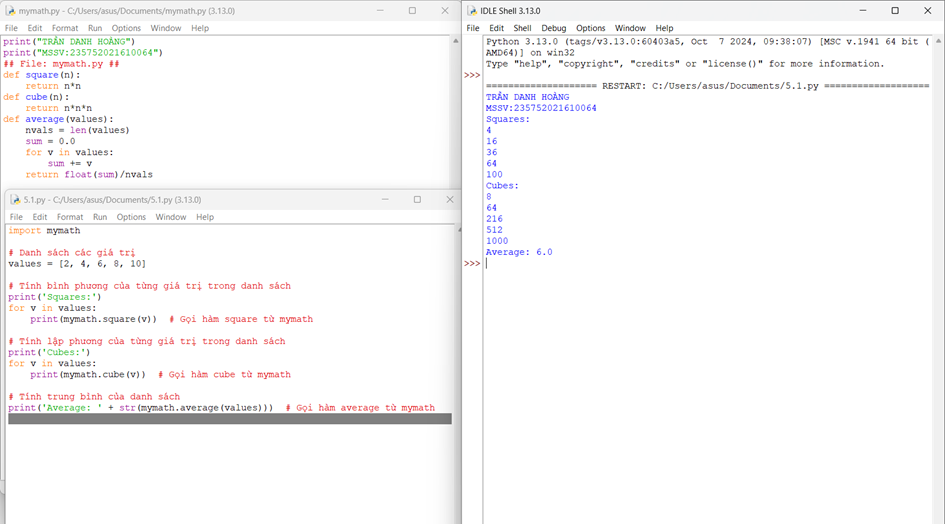 mymath.py - C:/Users/asus/Documents/mymath.py (3.13.0)
File Edit Format Run Options Window Help
print("TRẦN DANH HOÀNG")
print("MSSV:235752021610064")
## File: mymath.py ##
def square(n):
    return n*n
def cube(n):
    return n*n*n
def average(values):
    nvals = len(values)
    sum = 0.0
    for v in values:
        sum += v
    return float(sum)/nvals
5.1.py - C:/Users/asus/Documents/5.1.py (3.13.0)
File Edit Format Run Options Window Help
import mymath
# Danh sách các giá trị
values = [2, 4, 6, 8, 10]
# Tính bình phương của từng giá trị trong danh sách
print('Squares:')
for v in values:
    print(mymath.square(v))  # Gọi hàm square từ mymath
# Tính lập phương của từng giá trị trong danh sách
print('Cubes:')
for v in values:
    print(mymath.cube(v))  # Gọi hàm cube từ mymath
# Tính trung bình của danh sách
print('Average: ' + str(mymath.average(values)))  # Gọi hàm average từ mymath
IDLE Shell 3.13.0
File Edit Shell Debug Options Window Help
Python 3.13.0 (tags/v3.13.0:60403a5, Oct  7 2024, 09:38:07) [MSC v.1941 64 bit (
AMD64)] on win32
Type "help", "copyright", "credits" or "license()" for more information.
>>>
==================== RESTART: C:/Users/asus/Documents/5.1.py ===================
TRẦN DANH HOÀNG
MSSV:235752021610064
Squares:
4
16
36
64
100
Cubes:
8
64
216
512
1000
Average: 6.0
>>>